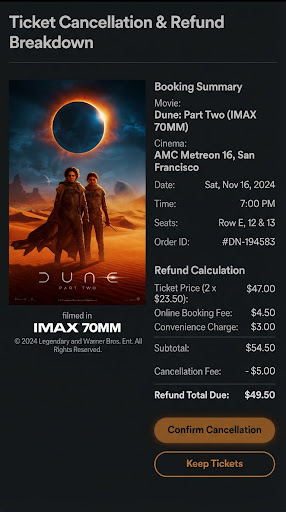 Ticket Cancellation & Refund
Breakdown
DUNE
PART TWO
filmed in
IMAX 70MM
© 2024 Legendary and Warner Bros. Ent. All
Rights Reserved.
Booking Summary
Movie:
Dune: Part Two (IMAX
70MM)
Cinema:
AMC Metreon 16, San
Francisco
Date: Sat, Nov 16, 2024
Time: 7:00 PM
Seats: Row E, 12 & 13
Order ID: #DN-194583
Refund Calculation
Ticket Price (2 x $47.00
$23.50):
Online Booking Fee: $4.50
Convenience Charge: $3.00
Subtotal: $54.50
Cancellation Fee: - $5.00
Refund Total Due: $49.50
Confirm Cancellation
Keep Tickets